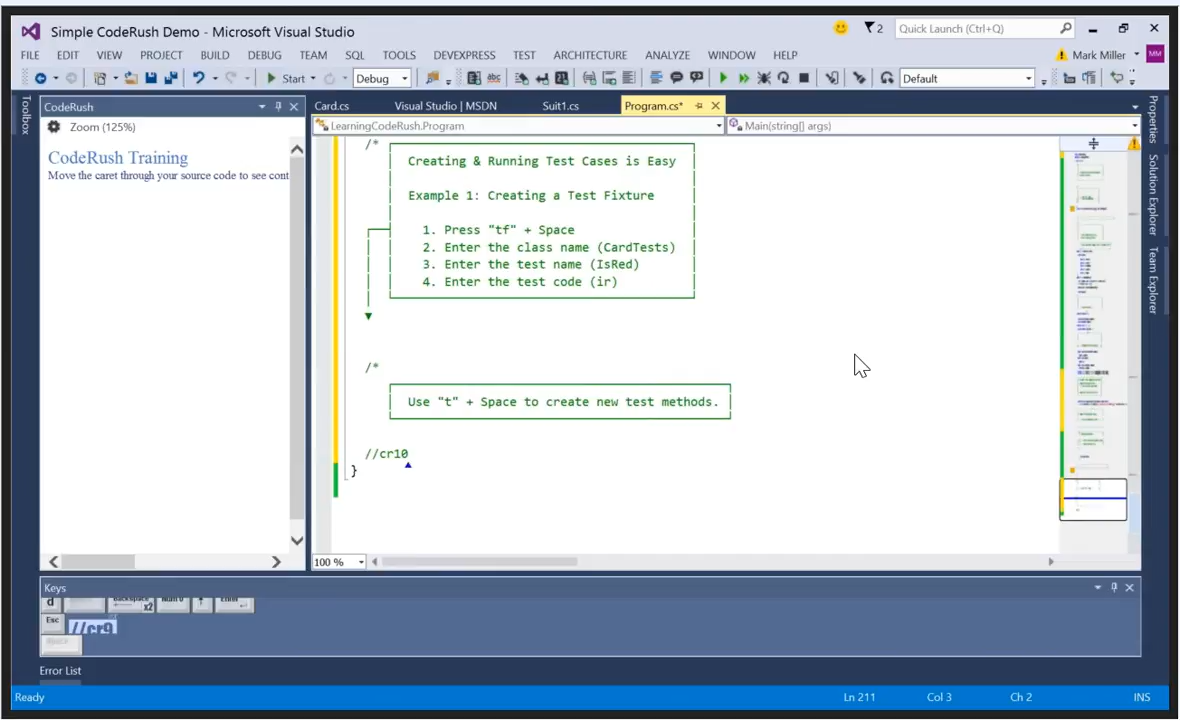 Simple CodeRush Demo - Microsoft Visual Studio
2
Quick Launch (Ctrl+Q)
FILE EDIT VIEW PROJECT BUILD DEBUG TEAM SQL TOOLS DEVEXPRESS TEST ARCHITECTURE ANALYZE WINDOW HELP
Mark Miller
MM
Start
Debug
abc
Default
Toolbox
CodeRush
Zoom (125%)
CodeRush Training
Move the caret through your source code to see cont
Card.cs
Visual Studio | MSDN
Suit1.cs
Program.cs*
LearningCodeRush.Program
Main(string[] args)
/*
Creating & Running Test Cases is Easy
Example 1: Creating a Test Fixture
1. Press "tf" + Space
2. Enter the class name (CardTests)
3. Enter the test name (IsRed)
4. Enter the test code (ir)
/*
Use "t" + Space to create new test methods.
//cr10
}
100 %
Properties
Solution Explorer
Team Explorer
Keys
d
Backspace
x2
Esc
//cr9
Error List
Ready
Ln 211
Col 3
Ch 2
INS